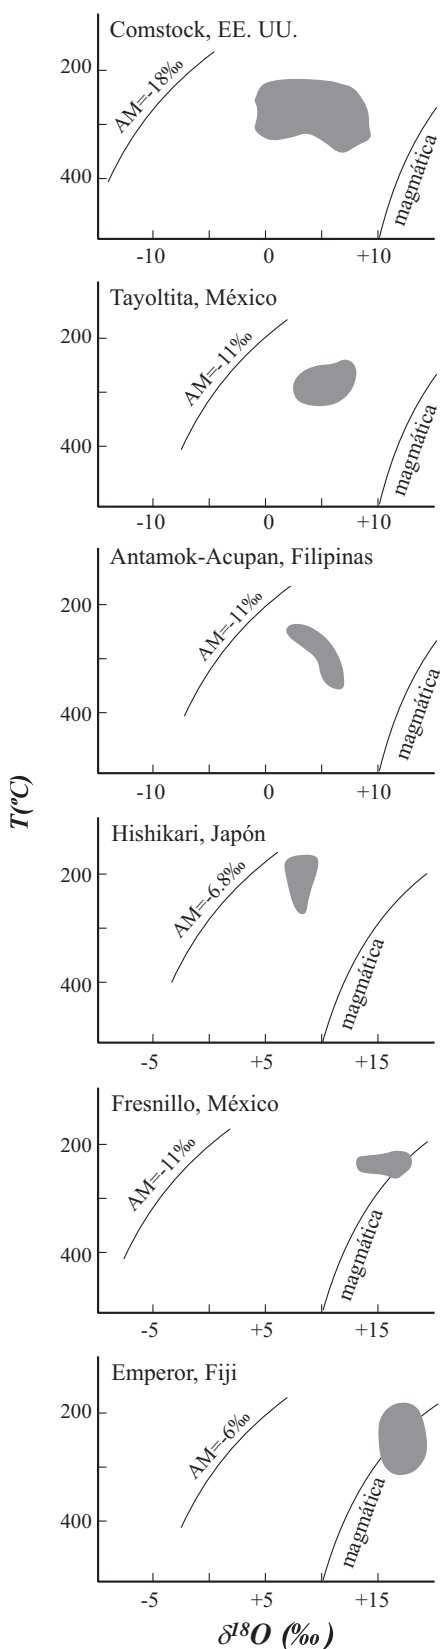 Comstock, EE. UU.
200
AM=-18‰
400
magmática
-10 0 +10
Tayoltita, México
200
AM=-11‰
400
magmática
-10 0 +10
Antamok-Acupan, Filipinas
200
AM=-11‰
400
magmática
-10 0 +10
T(ºC)
Hishikari, Japón
200
AM=-6.8‰
400
magmática
-5 +5 +15
Fresnillo, México
200
AM=-11‰
400
magmática
-5 +5 +15
Emperor, Fiji
200
AM=-6‰
400
magmática
-5 +5 +15
δ¹⁸O (‰)